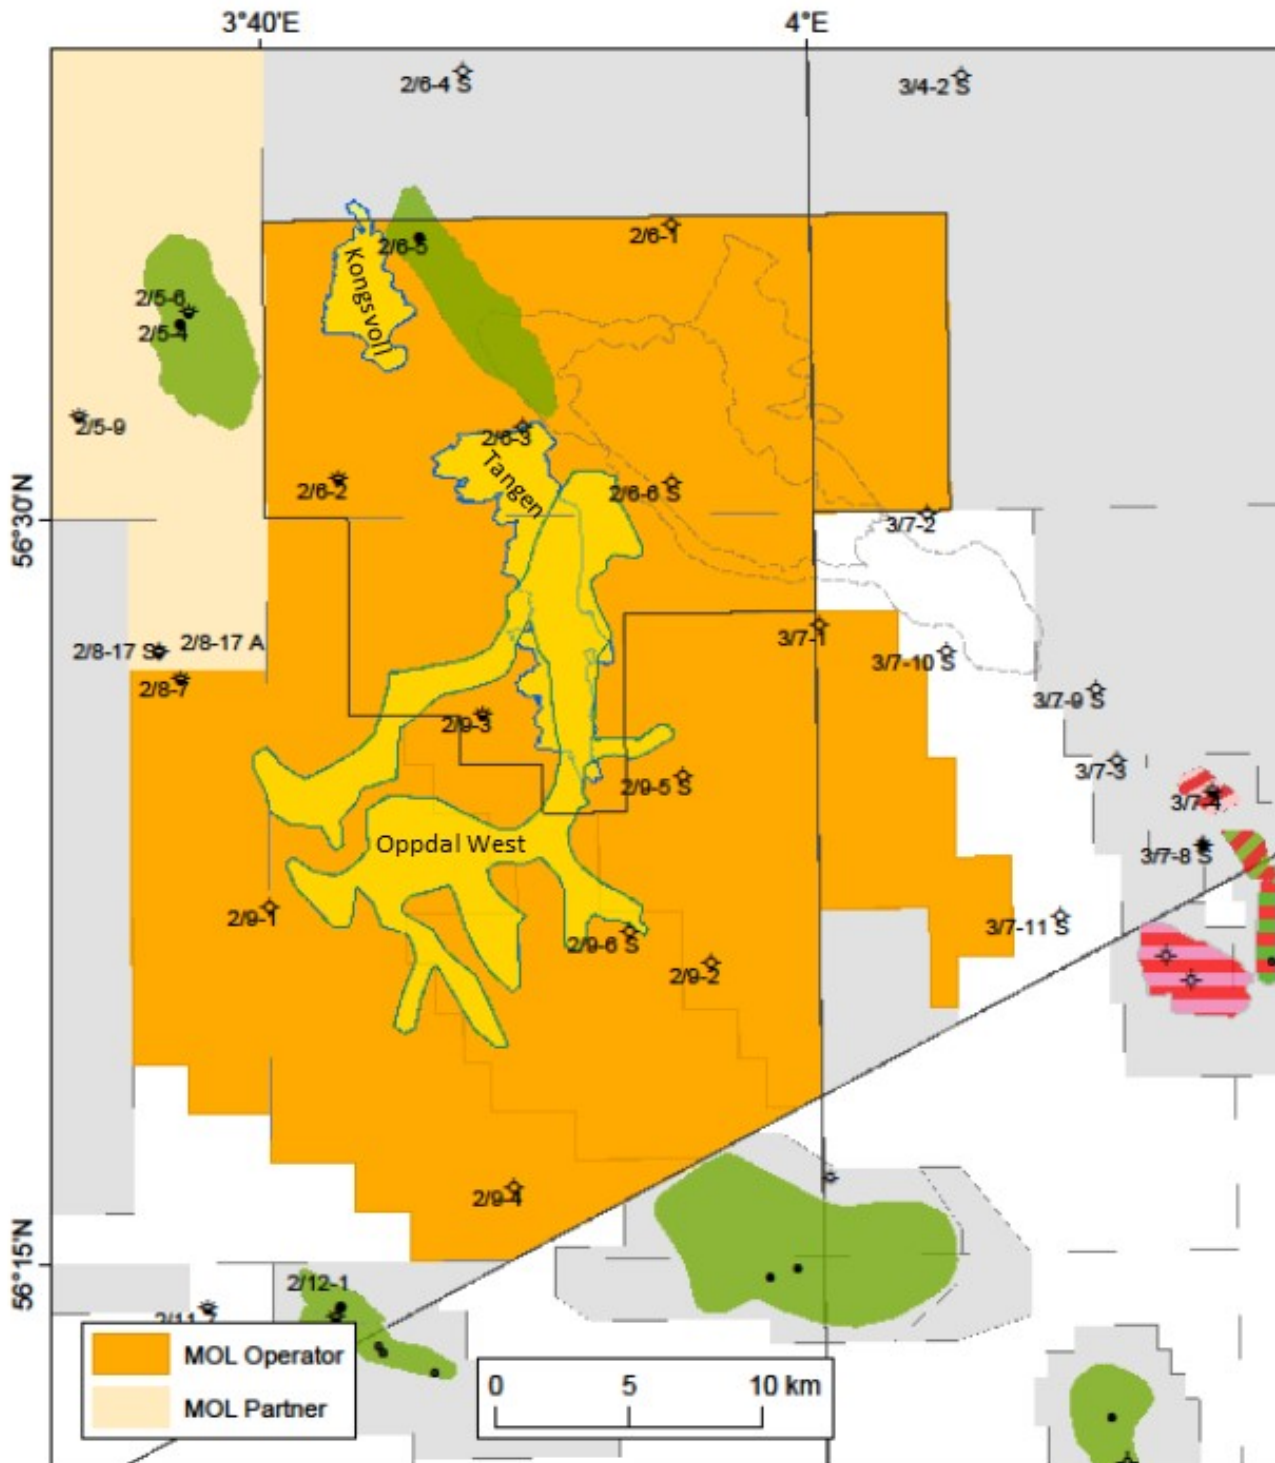 3°40'E
4°E
2/6-4 S
3/4-2 S
2/6-5
2/6-1
Kongsvoll
2/5-6
2/5-4
2/5-9
2/6-3
Tangen
2/6-2
2/6-6 S
56°30'N
3/7-2
2/8-17 S
2/8-17 A
3/7-1
3/7-10 S
2/8-7
3/7-9 S
2/9-3
2/9-5 S
3/7-3
3/7-4
Oppdal West
3/7-8 S
2/9-1
2/9-6 S
3/7-11 S
2/9-2
2/9-4
56°15'N
2/12-1
MOL Operator
MOL Partner
0
5
10 km